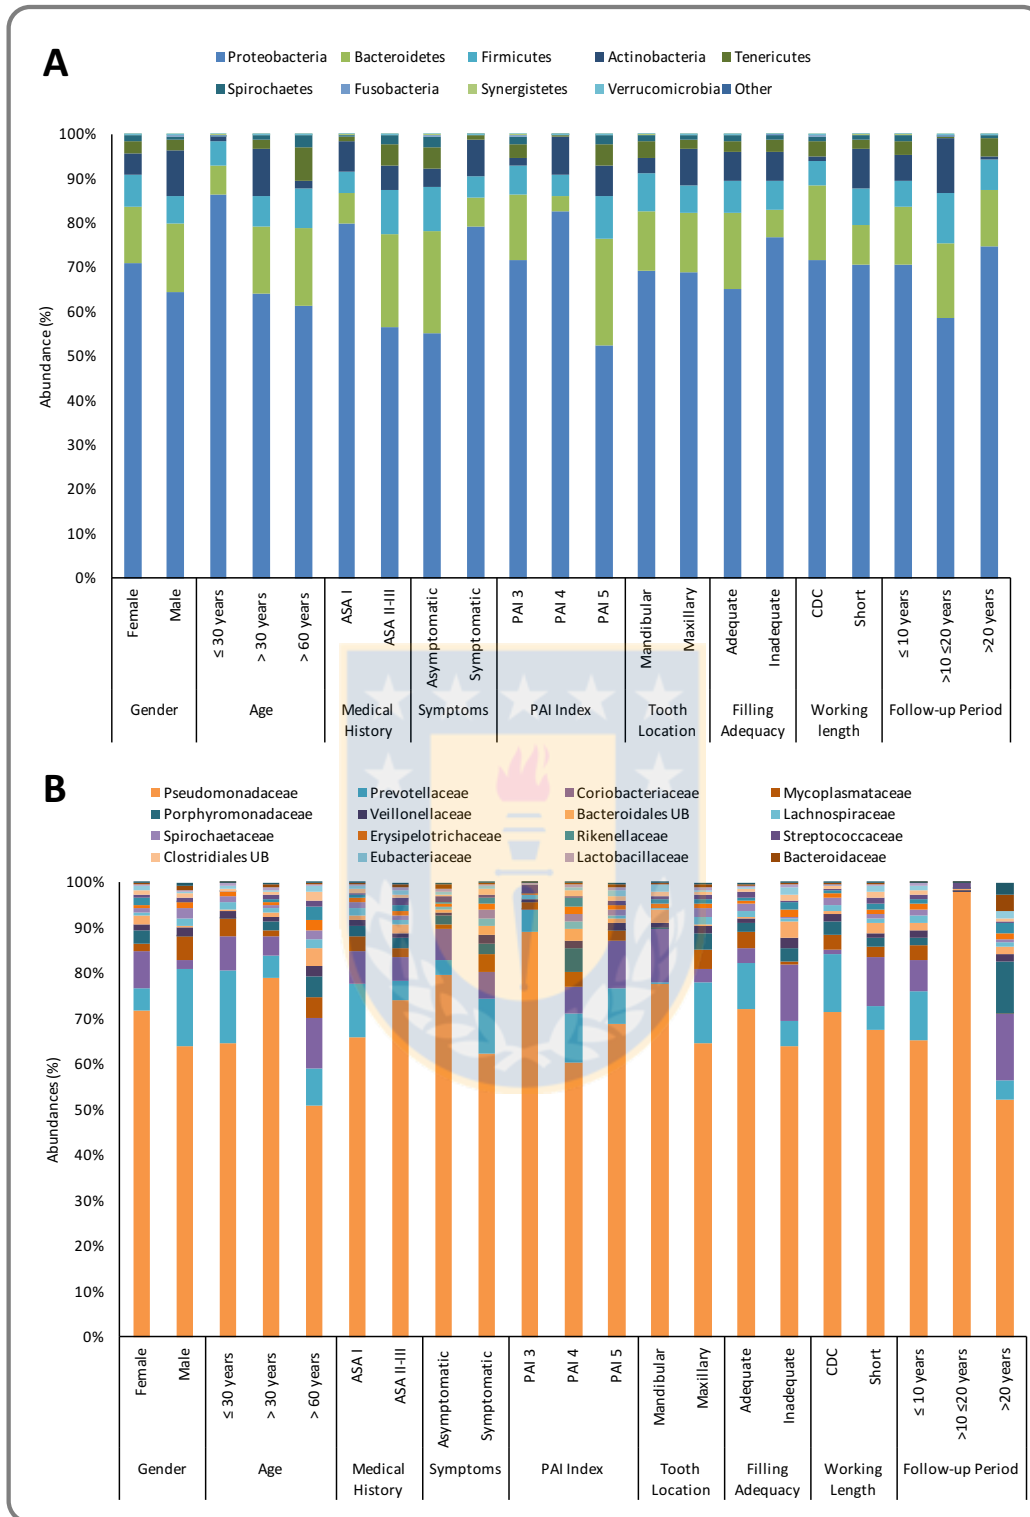 A
Proteobacteria Bacteroidetes Firmicutes Actinobacteria Tenericutes
Spirochaetes Fusobacteria Synergistetes Verrucomicrobia Other
Abundance (%)
100%
90%
80%
70%
60%
50%
40%
30%
20%
10%
0%
Female Male ≤ 30 years > 30 years > 60 years ASA I ASA II-III Asymptomatic Symptomatic PAI 3 PAI 4 PAI 5 Mandibular Maxillary Adequate Inadequate CDC Short ≤ 10 years >10 ≤20 years >20 years
Gender Age Medical Symptoms PAI Index Tooth Filling Working Follow-up Period
History Location Adequacy length
B
Pseudomonadaceae Prevotellaceae Coriobacteriaceae Mycoplasmataceae
Porphyromonadaceae Veillonellaceae Bacteroidales UB Lachnospiraceae
Spirochaetaceae Erysipelotrichaceae Rikenellaceae Streptococcaceae
Clostridiales UB Eubacteriaceae Lactobacillaceae Bacteroidaceae
Abundances (%)
100%
90%
80%
70%
60%
50%
40%
30%
20%
10%
0%
Female Male ≤ 30 years > 30 years > 60 years ASA I ASA II-III Asymptomatic Symptomatic PAI 3 PAI 4 PAI 5 Mandibular Maxillary Adequate Inadequate CDC Short ≤ 10 years >10 ≤20 years >20 years
Gender Age Medical Symptoms PAI Index Tooth Filling Working Follow-up Period
History Location Adequacy Length